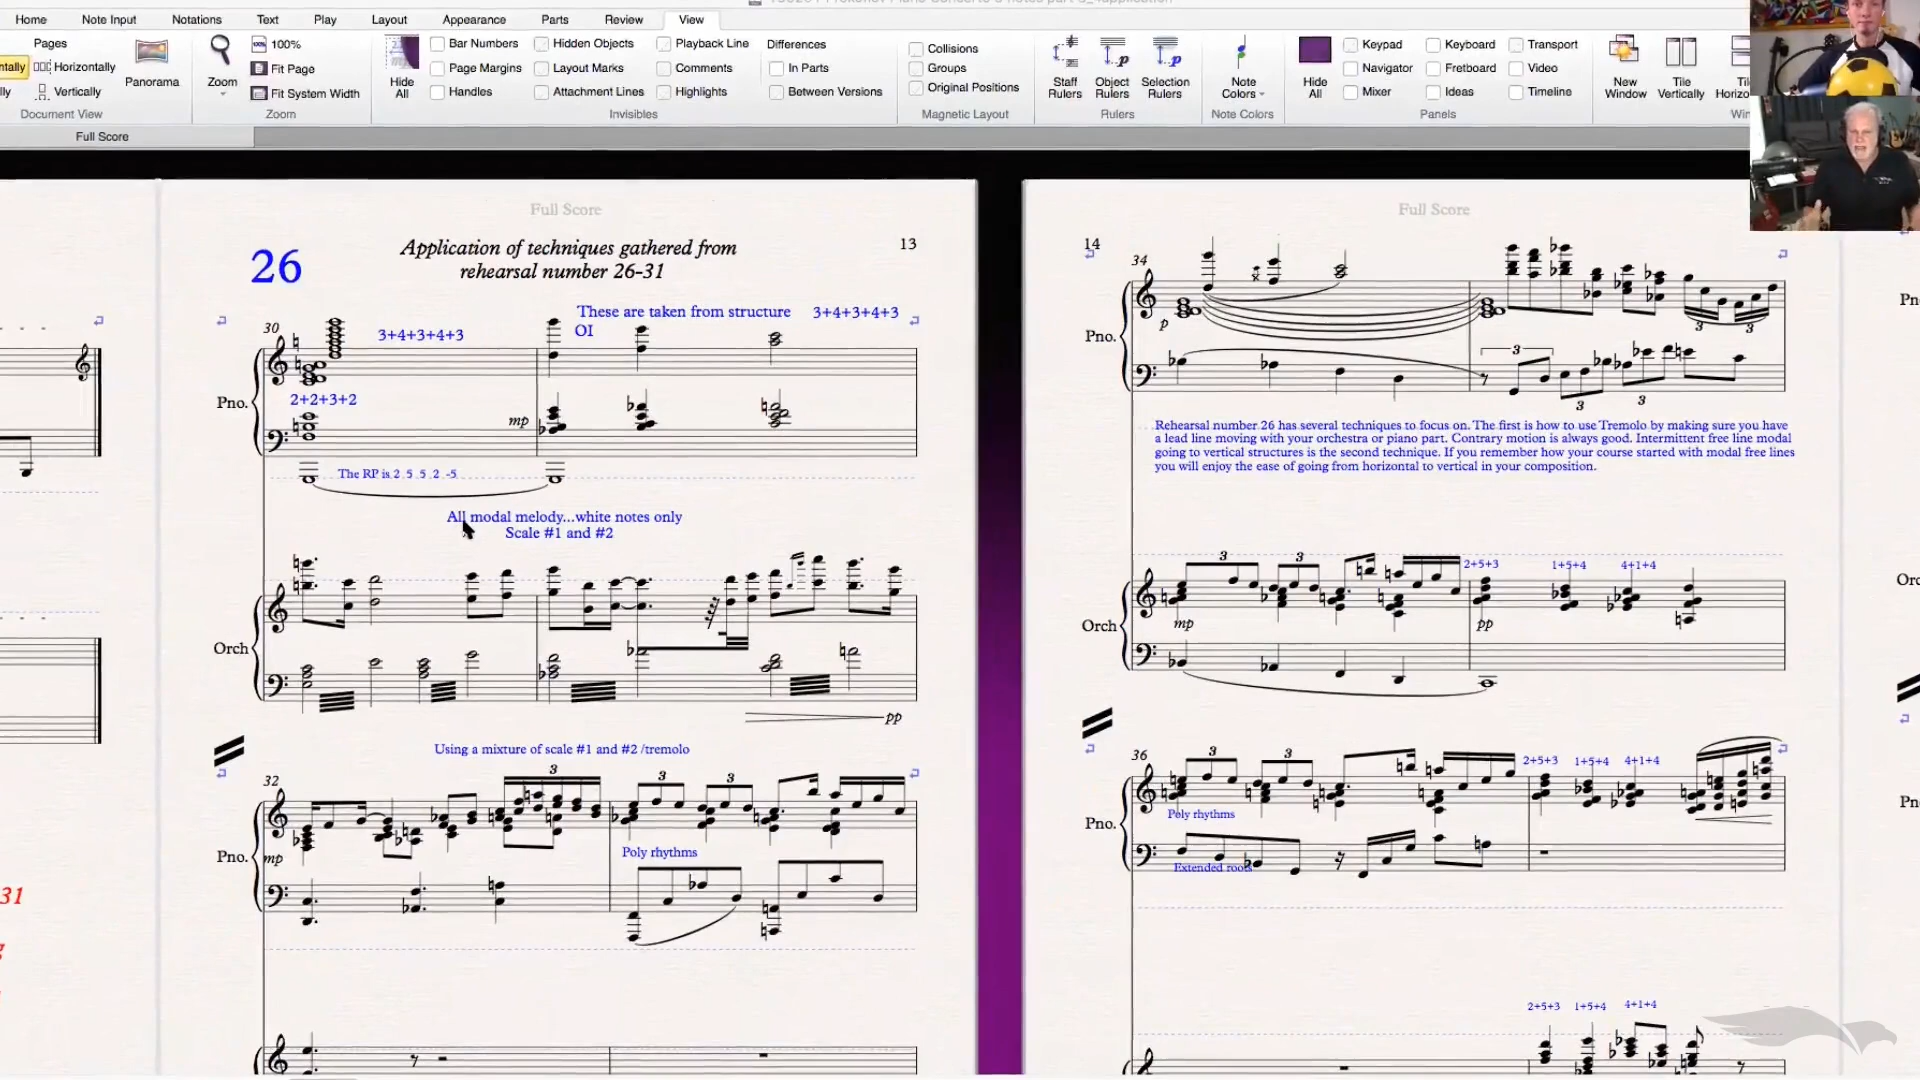 Home Note Input Notations Text Play Layout Appearance Parts Review View
Pages
Horizontally
Vertically
Panorama
Document View
Zoom
100%
Fit Page
Fit System Width
Zoom
Hide All
Bar Numbers
Page Margins
Handles
Hidden Objects
Layout Marks
Attachment Lines
Playback Line
Comments
Highlights
Invisibles
Differences
In Parts
Between Versions
Collisions
Groups
Original Positions
Magnetic Layout
Staff Rulers
Object Rulers
Selection Rulers
Rulers
Note Colors
Note Colors
Hide All
Keypad
Navigator
Mixer
Keyboard
Fretboard
Ideas
Transport
Video
Timeline
Panels
New Window
Tile Vertically
Full Score
Full Score
13
26
Application of techniques gathered from
rehearsal number 26-31
These are taken from structure 3+4+3+4+3
OI
30
3+4+3+4+3
Pno.
2+2+3+2
mp
The RP is 2 5 5 2 -5
All modal melody...white notes only
Scale #1 and #2
Orch
pp
Using a mixture of scale #1 and #2 /tremolo
32
3
3
3
Pno.
mp
Poly rhythms
31
Full Score
14
34
p
Pno.
3
3
3
3
3
Rehearsal number 26 has several techniques to focus on. The first is how to use Tremolo by making sure you have
a lead line moving with your orchestra or piano part. Contrary motion is always good. Intermittent free line modal
going to vertical structures is the second technique. If you remember how your course started with modal free lines
you will enjoy the ease of going from horizontal to vertical in your composition.
3
3
2+5+3 1+5+4 4+1+4
Orch
mp
pp
36
3
3
2+5+3 1+5+4 4+1+4
Poly rhythms
Pno.
Extended roots
2+5+3 1+5+4 4+1+4